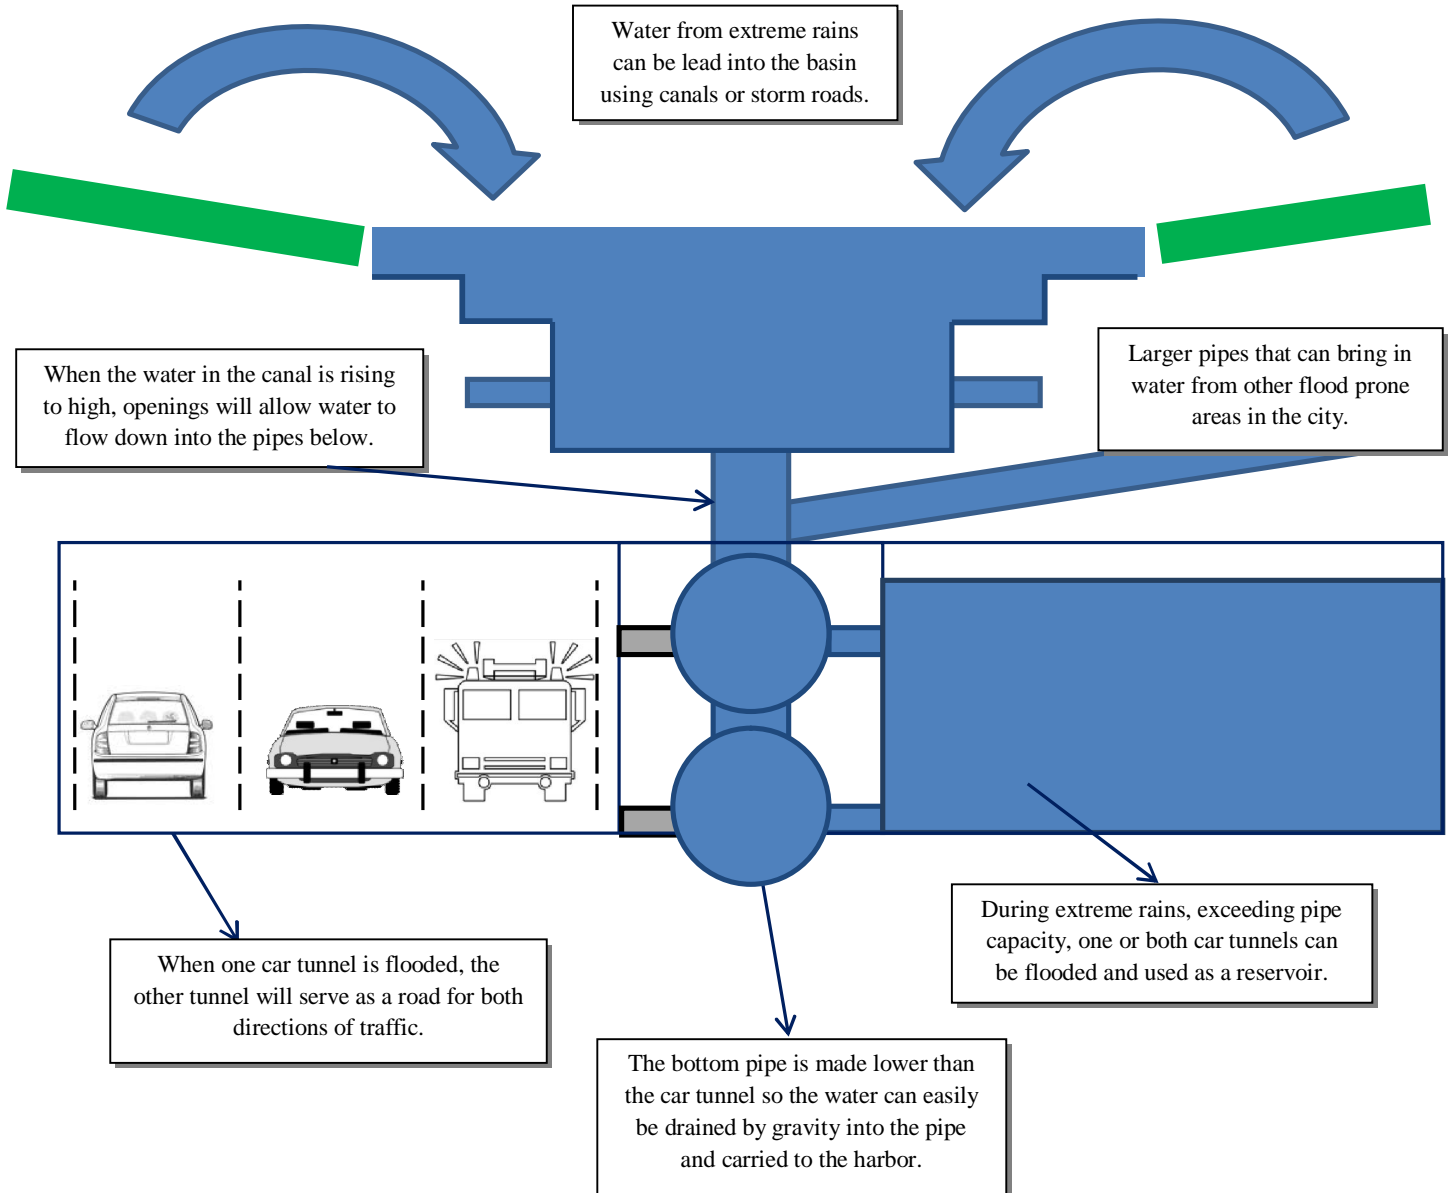 Water from extreme rains
can be lead into the basin
using canals or storm roads.
When the water in the canal is rising
to high, openings will allow water to
flow down into the pipes below.
Larger pipes that can bring in
water from other flood prone
areas in the city.
When one car tunnel is flooded, the
other tunnel will serve as a road for both
directions of traffic.
During extreme rains, exceeding pipe
capacity, one or both car tunnels can
be flooded and used as a reservoir.
The bottom pipe is made lower than
the car tunnel so the water can easily
be drained by gravity into the pipe
and carried to the harbor.